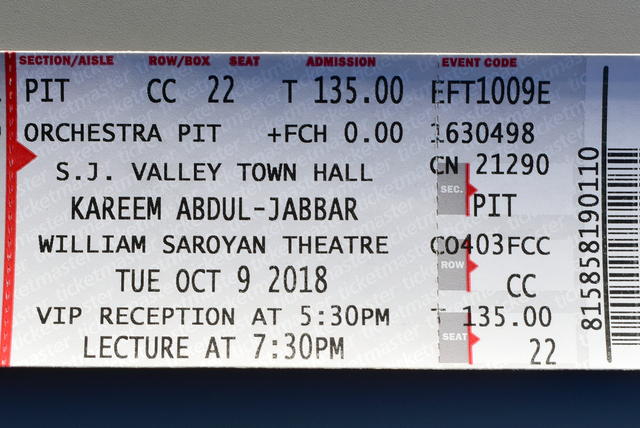 SECTION/AISLE ROW/BOX SEAT ADMISSION EVENT CODE
PIT CC 22 T 135.00 EFT1009E
ORCHESTRA PIT +FCH 0.00 1630498
S.J. VALLEY TOWN HALL CN 21290
SEC.
KAREEM ABDUL-JABBAR PIT
WILLIAM SAROYAN THEATRE CO403FCC
ROW
TUE OCT 9 2018 CC
VIP RECEPTION AT 5:30PM T 135.00
SEAT
LECTURE AT 7:30PM 22
815858190110